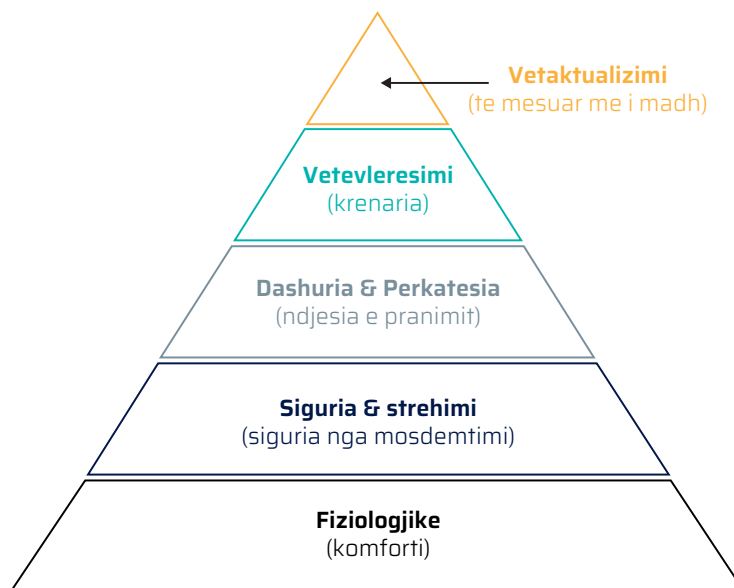 Vetaktualizimi
(te mesuar me i madh)
Vetevleresimi
(krenaria)
Dashuria & Perkatesia
(ndjesia e pranimit)
Siguria & strehimi
(siguria nga mosdemtimi)
Fiziologjike
(komforti)